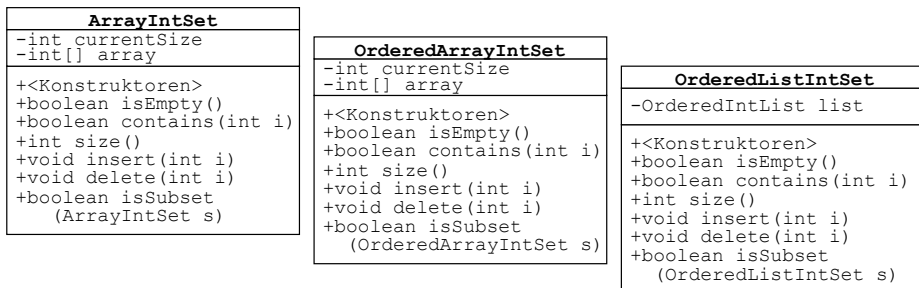 ArrayIntSet
-int currentSize
-int[] array
+<Konstruktoren>
+boolean isEmpty()
+boolean contains(int i)
+int size()
+void insert(int i)
+void delete(int i)
+boolean isSubset
(ArrayIntSet s)
OrderedArrayIntSet
-int currentSize
-int[] array
+<Konstruktoren>
+boolean isEmpty()
+boolean contains(int i)
+int size()
+void insert(int i)
+void delete(int i)
+boolean isSubset
(OrderedArrayIntSet s)
OrderedListIntSet
-OrderedIntList list
+<Konstruktoren>
+boolean isEmpty()
+boolean contains(int i)
+int size()
+void insert(int i)
+void delete(int i)
+boolean isSubset
(OrderedListIntSet s)